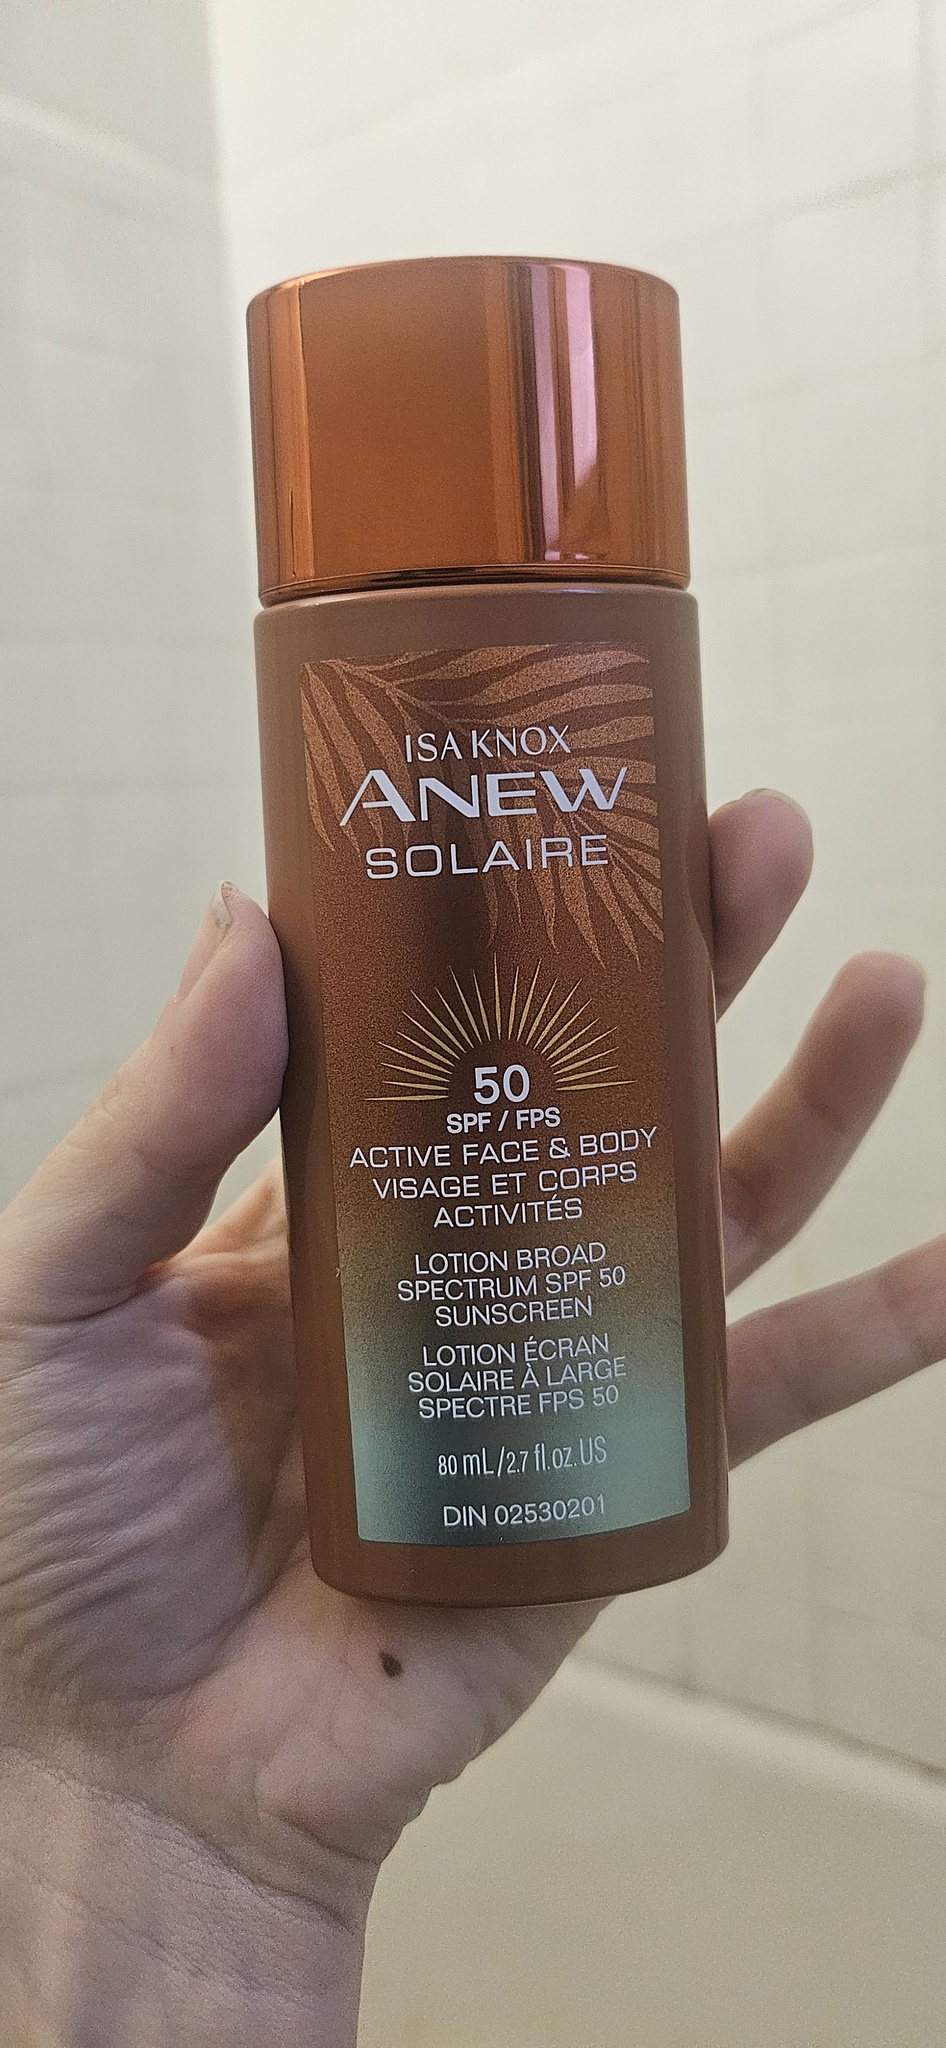 ISA KNOX
ANEW
SOLAIRE
50
SPF / FPS
ACTIVE FACE & BODY
VISAGE ET CORPS
ACTIVITÉS
LOTION BROAD
SPECTRUM SPF 50
SUNSCREEN
LOTION ÉCRAN
SOLAIRE À LARGE
SPECTRE FPS 50
80 mL/2.7 fl.oz.US
DIN 02530201